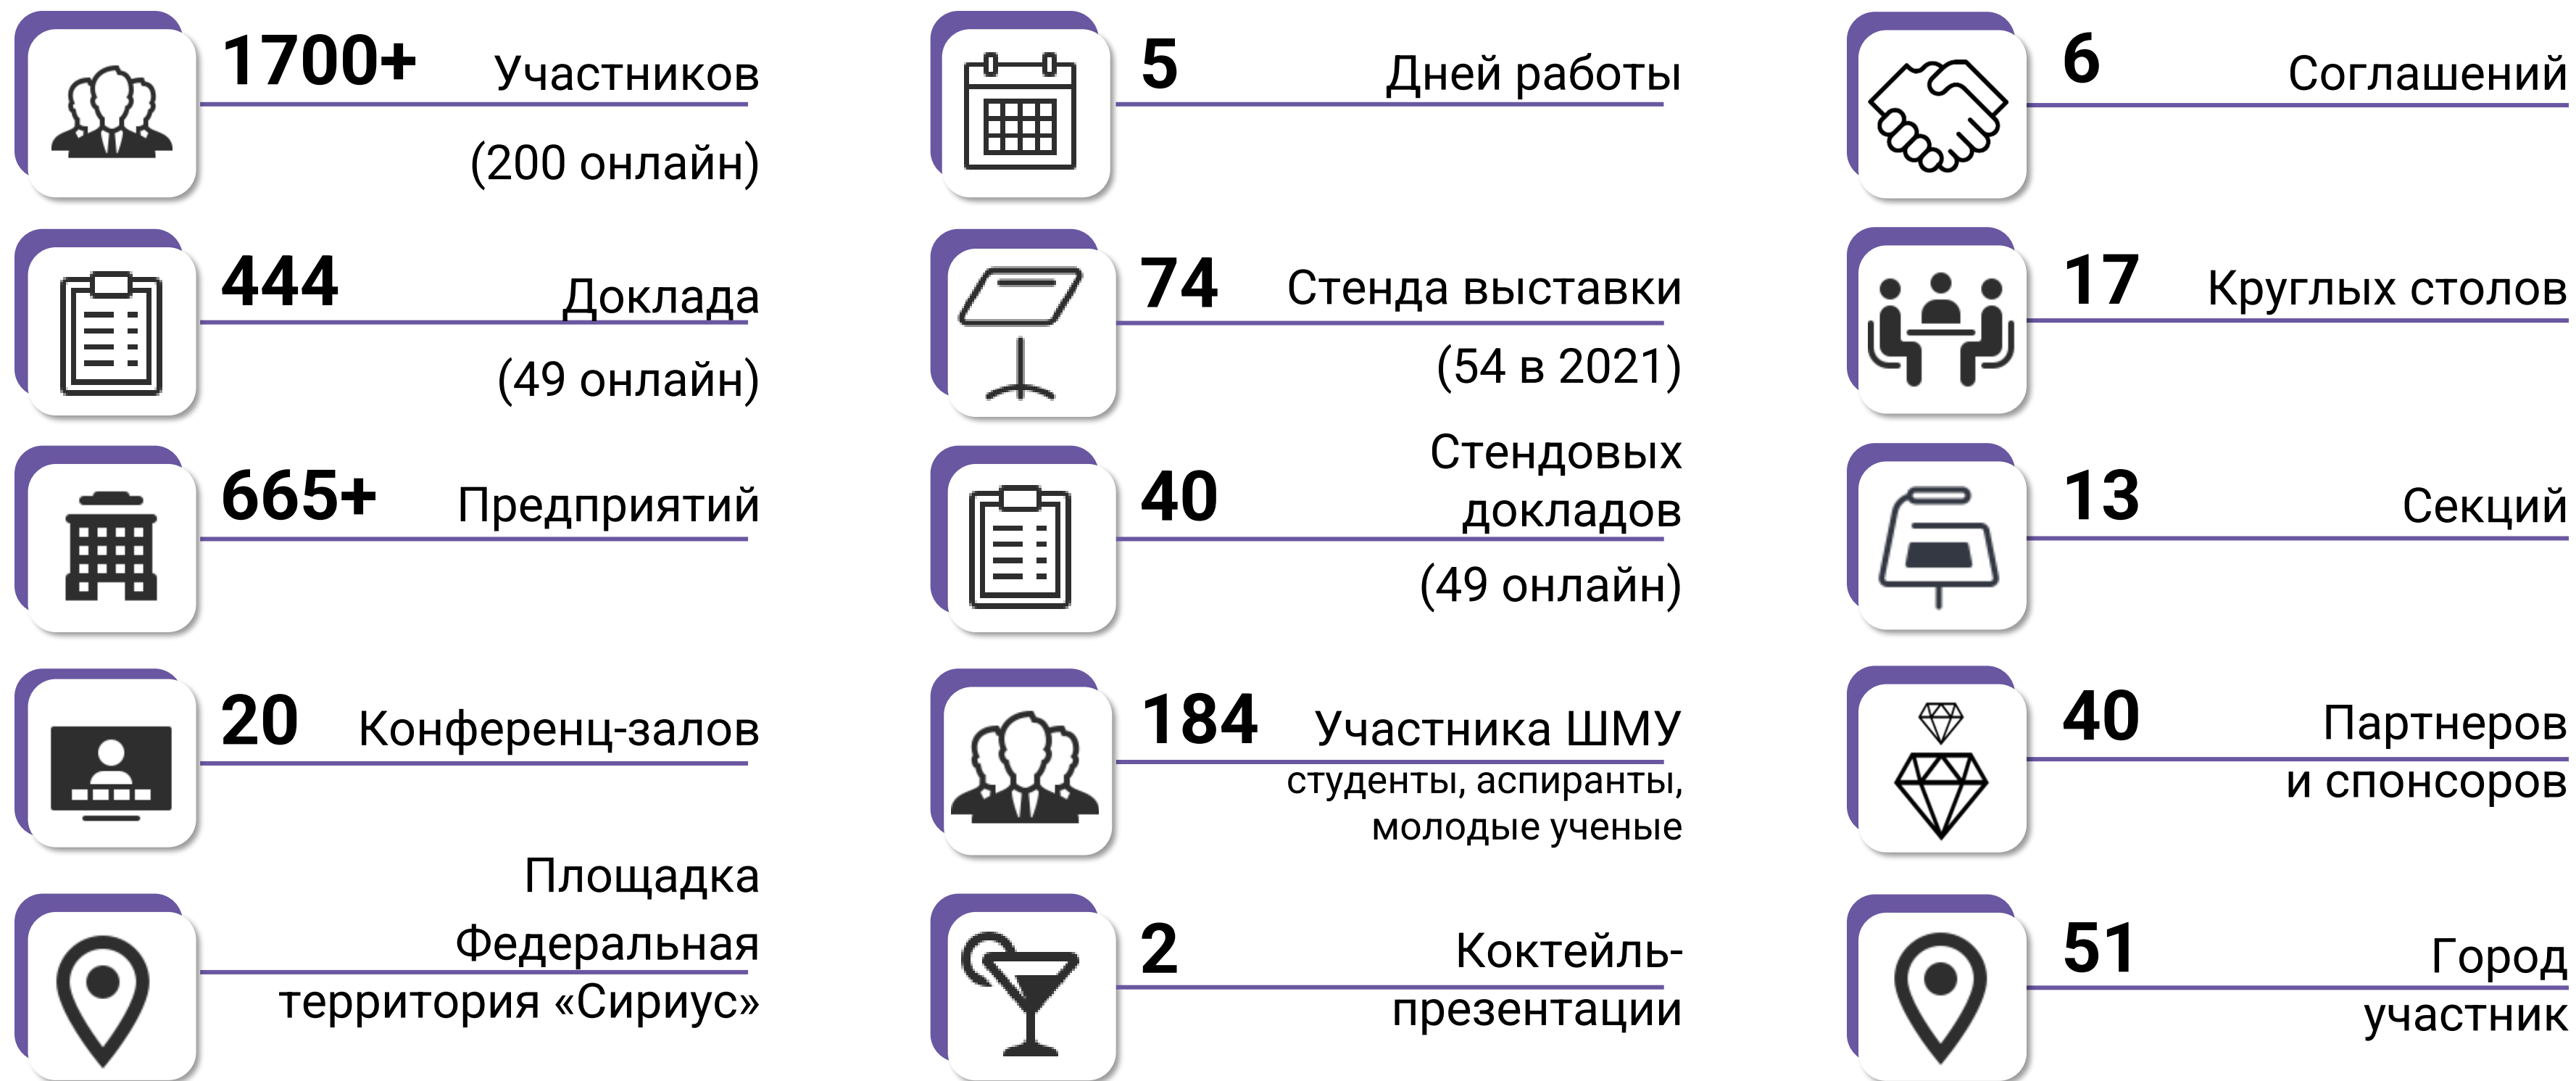 1700+ Участников
(200 онлайн)
444 Доклада
(49 онлайн)
665+ Предприятий
20 Конференц-залов
Площадка
Федеральная
территория «Сириус»
5 Дней работы
74 Стенда выставки
(54 в 2021)
Стендовых
40 докладов
(49 онлайн)
184 Участника ШМУ
студенты, аспиранты,
молодые ученые
2 Коктейль-
презентации
6 Соглашений
17 Круглых столов
13 Секций
40 Партнеров
и спонсоров
51 Город
участник